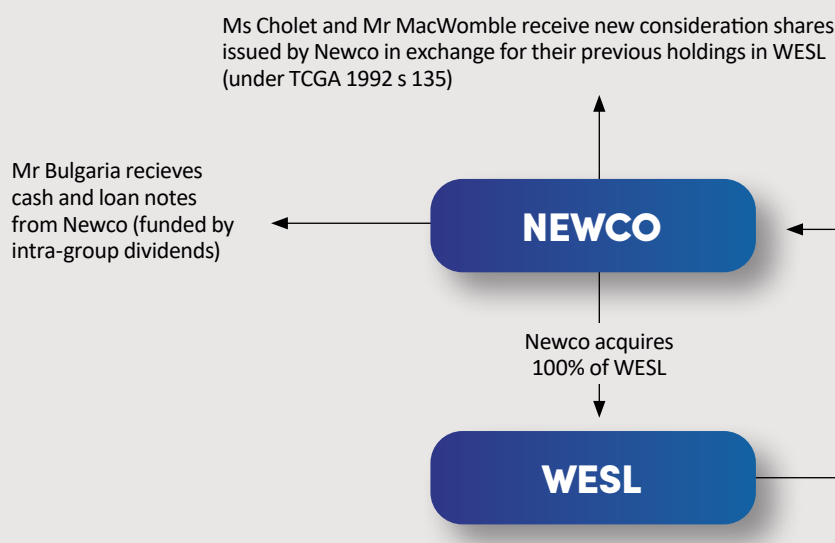 Ms Cholet and Mr MacWomble receive new consideration shares
issued by Newco in exchange for their previous holdings in WESL
(under TCGA 1992 s 135)
Mr Bulgaria recieves
cash and loan notes
from Newco (funded by
intra-group dividends)
NEWCO
Newco acquires
100% of WESL
WESL